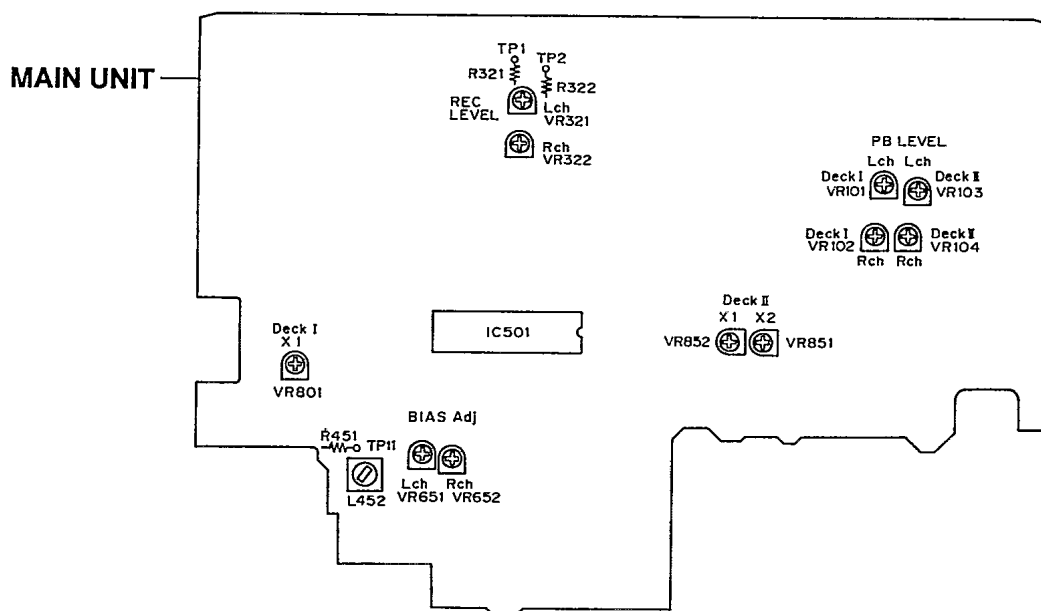 MAIN UNIT
TP1 TP2
R321 R322
REC
LEVEL
Lch
VR321
Rch
VR322
PB LEVEL
Lch Lch
Deck I
VR101
Deck II
VR103
Deck I
VR102
Deck II
VR104
Rch Rch
Deck II
X1 X2
VR852 VR851
IC501
Deck I
X1
VR801
BIAS Adj
R451 TP11
L452
Lch
VR651
Rch
VR652